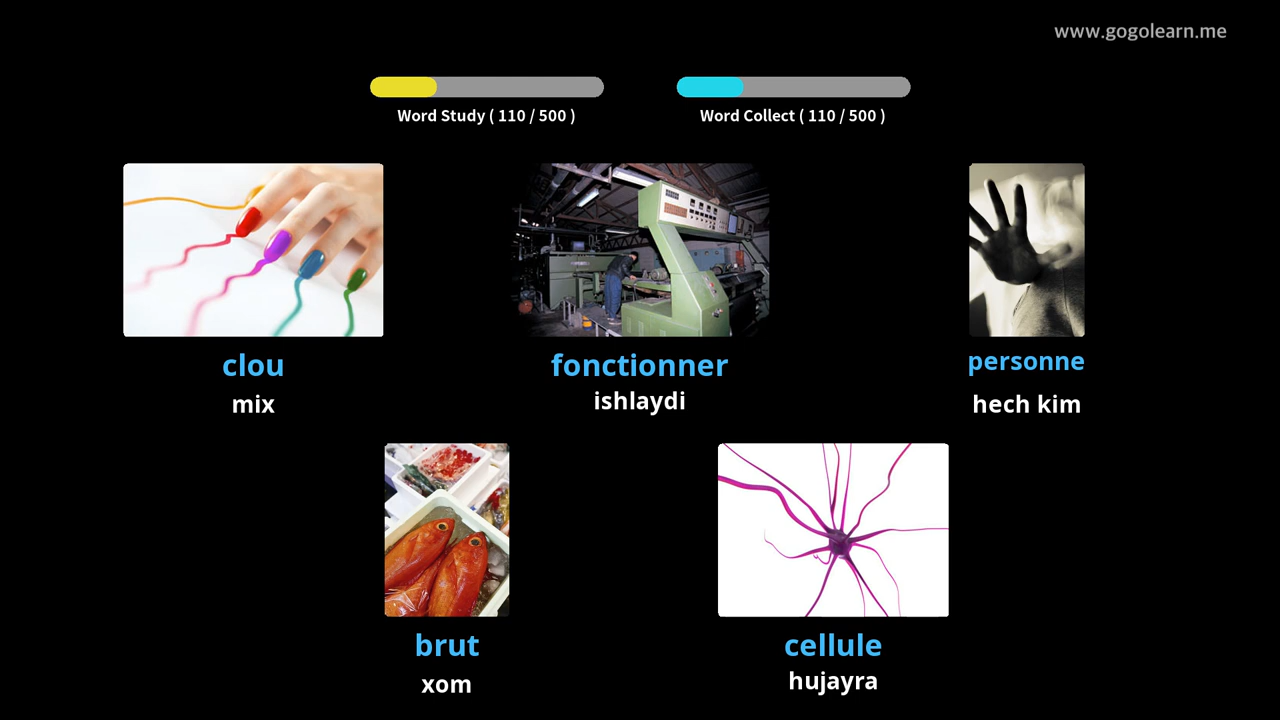 www.gogolearn.me
Word Study ( 110 / 500 )
Word Collect ( 110 / 500 )
clou
mix
fonctionner
ishlaydi
personne
hech kim
brut
xom
cellule
hujayra